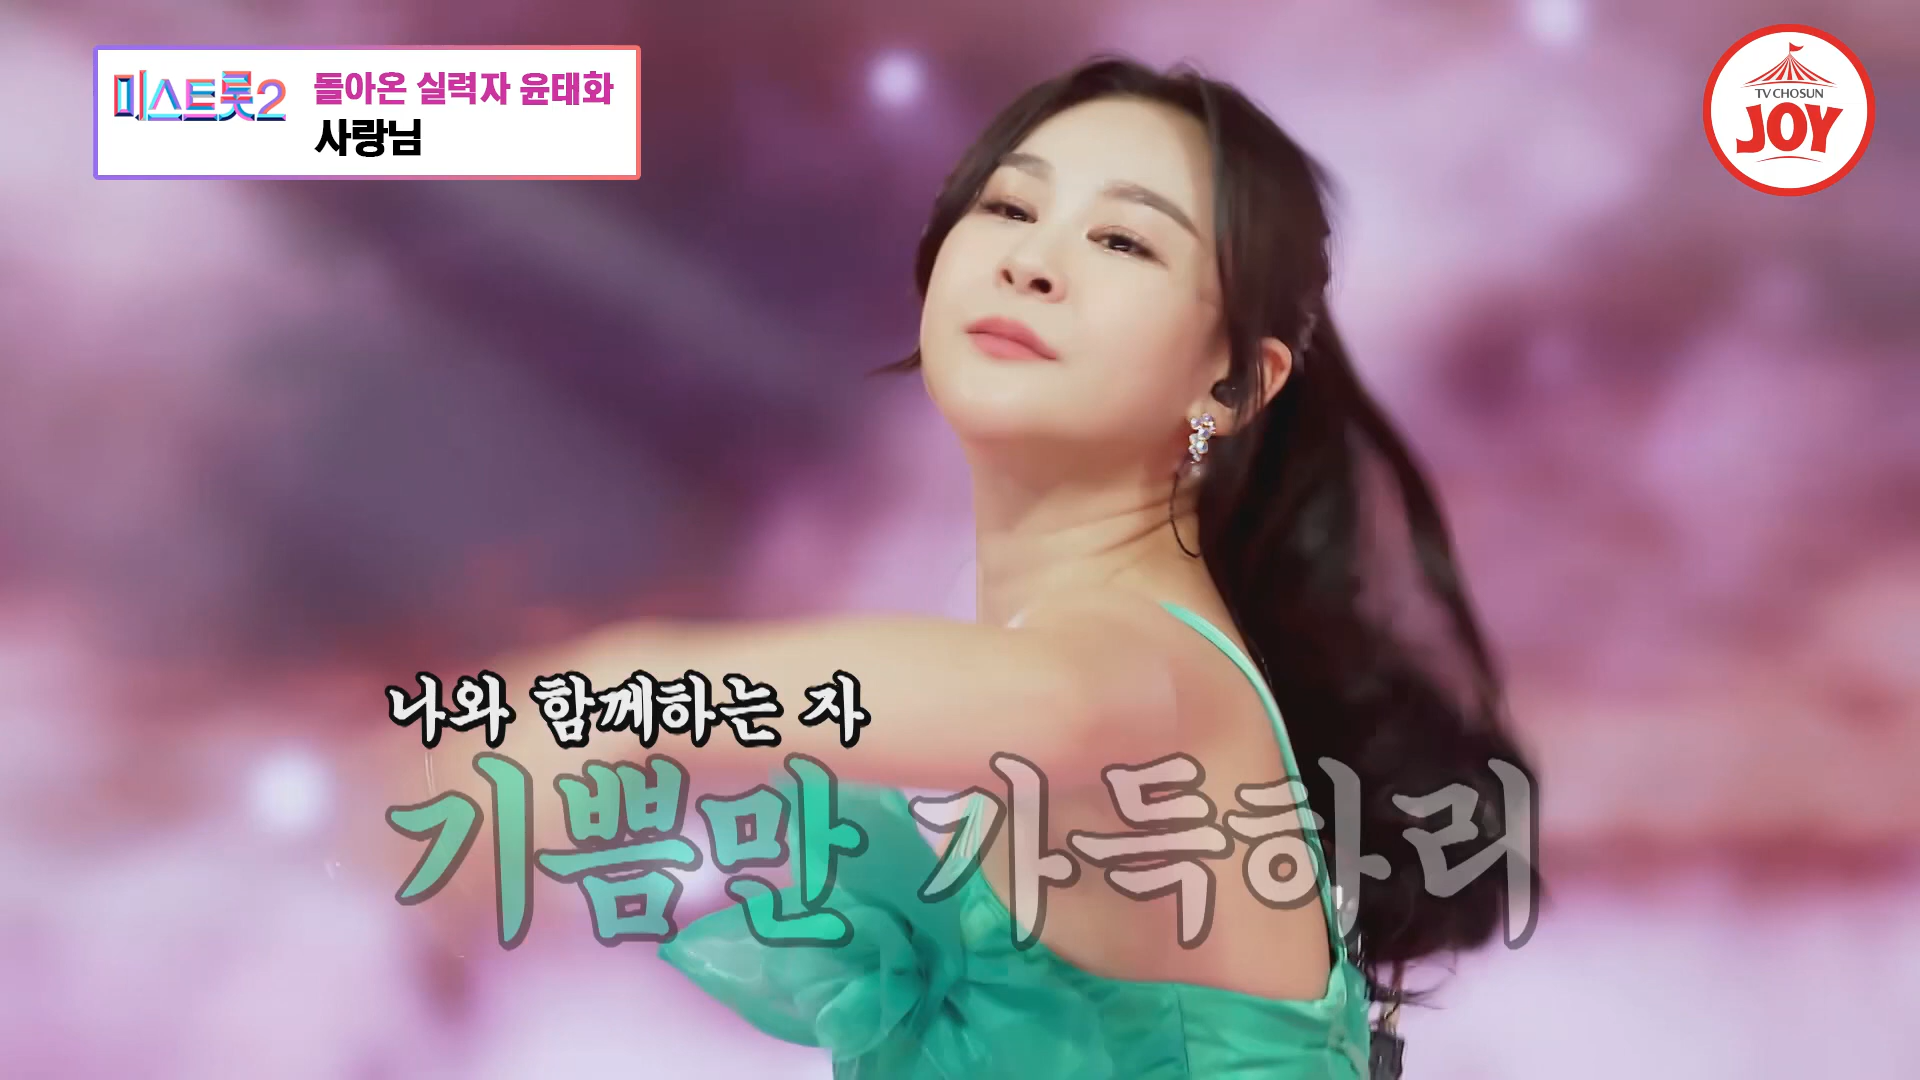 미스트롯2
돌아온 실력자 윤태화
사랑님
TV CHOSUN
JOY
나와 함께하는 자
기쁨만 가득하리